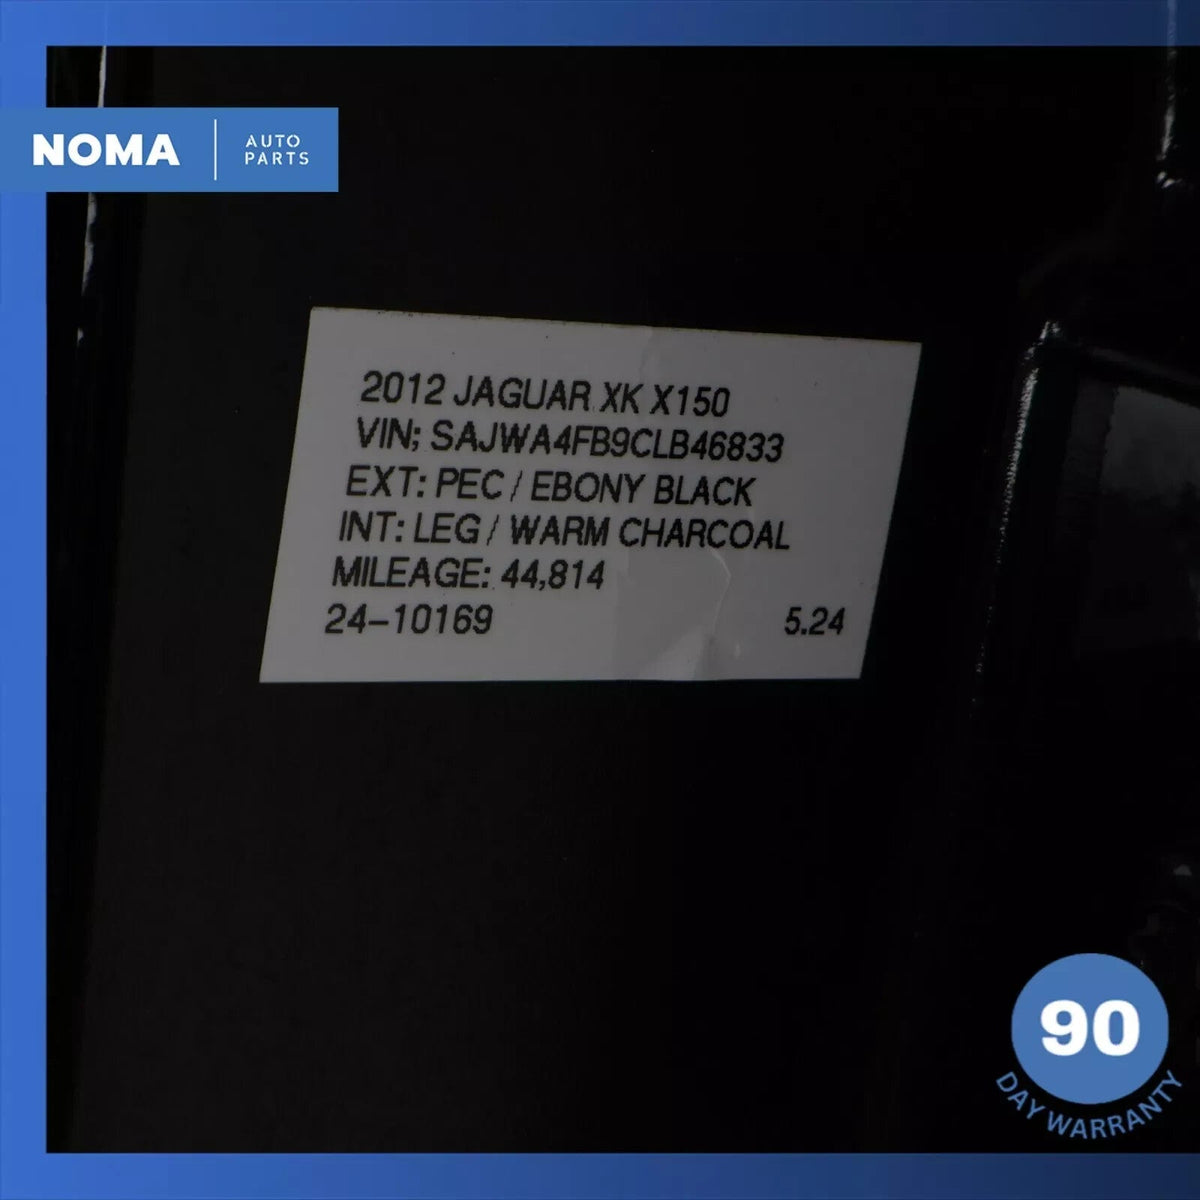 NOMA
AUTO
PARTS
2012 JAGUAR XK X150
VIN; SAJWA4FB9CLB46833
EXT: PEC / EBONY BLACK
INT: LEG / WARM CHARCOAL
MILEAGE: 44,814
24-10169 5.24
90
DAY WARRANTY